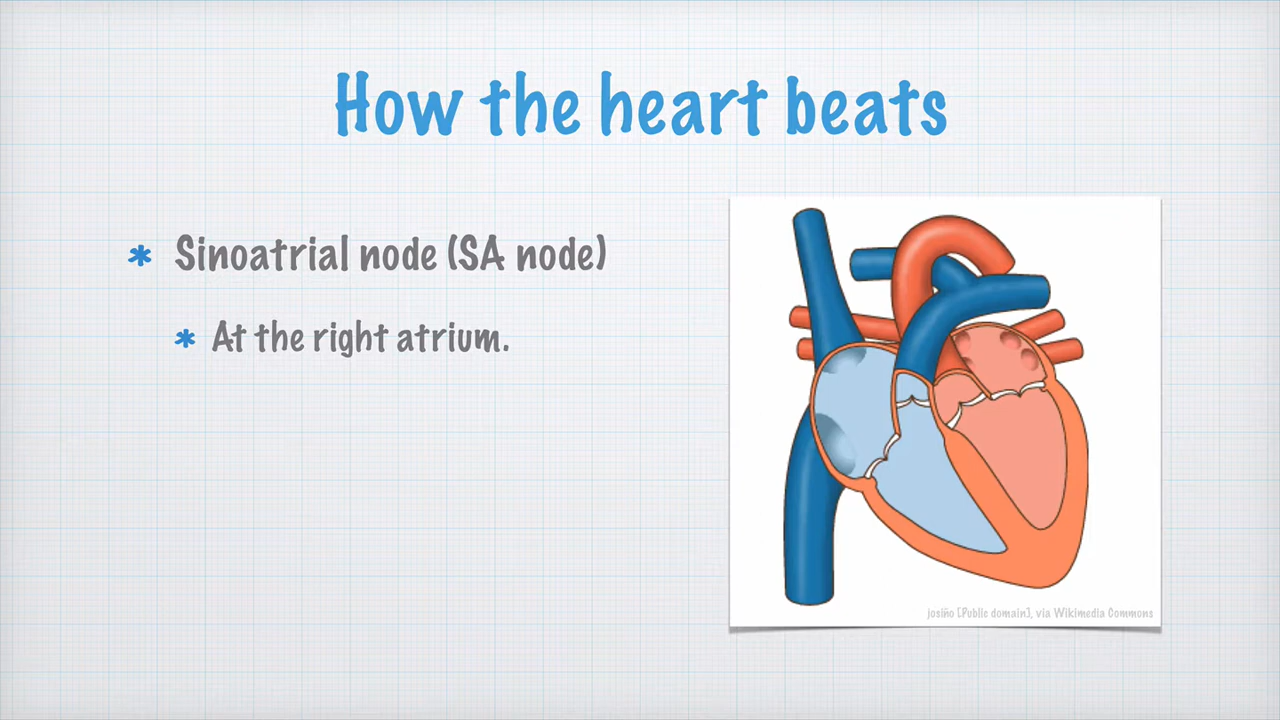 How the heart beats
* Sinoatrial node (SA node)
* At the right atrium.
josiño [Public domain], via Wikimedia Commons